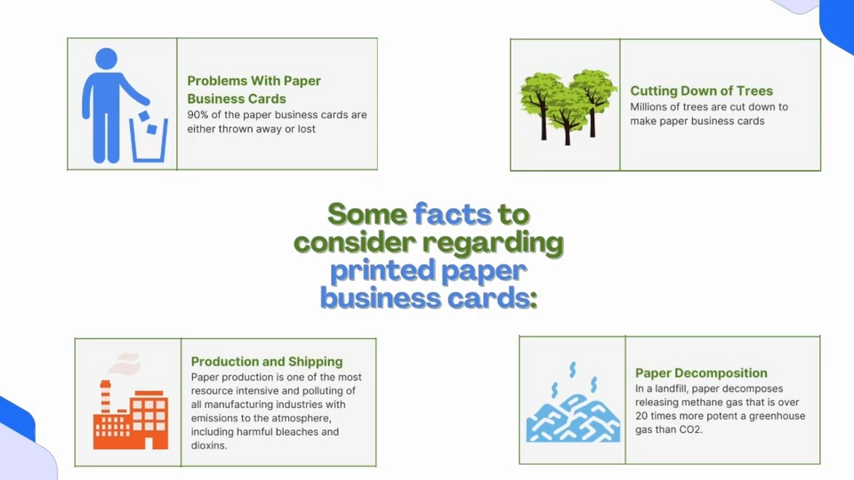 Problems With Paper
Business Cards
90% of the paper business cards are
either thrown away or lost
Cutting Down of Trees
Millions of trees are cut down to
make paper business cards
Some facts to
consider regarding
printed paper
business cards:
Production and Shipping
Paper production is one of the most
resource intensive and polluting of
all manufacturing industries with
emissions to the atmosphere,
including harmful bleaches and
dioxins.
Paper Decomposition
In a landfill, paper decomposes
releasing methane gas that is over
20 times more potent a greenhouse
gas than CO2.